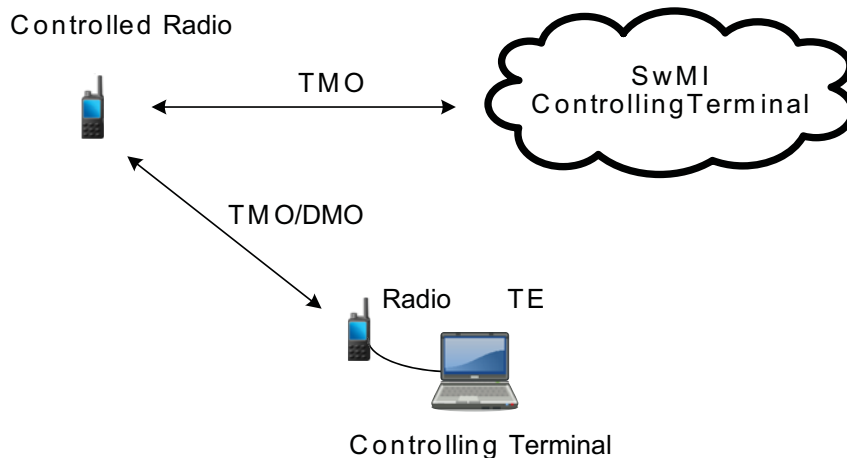 Controlled Radio
TMO
SwMI
ControllingTerminal
TMO/DMO
Radio TE
Controlling Terminal